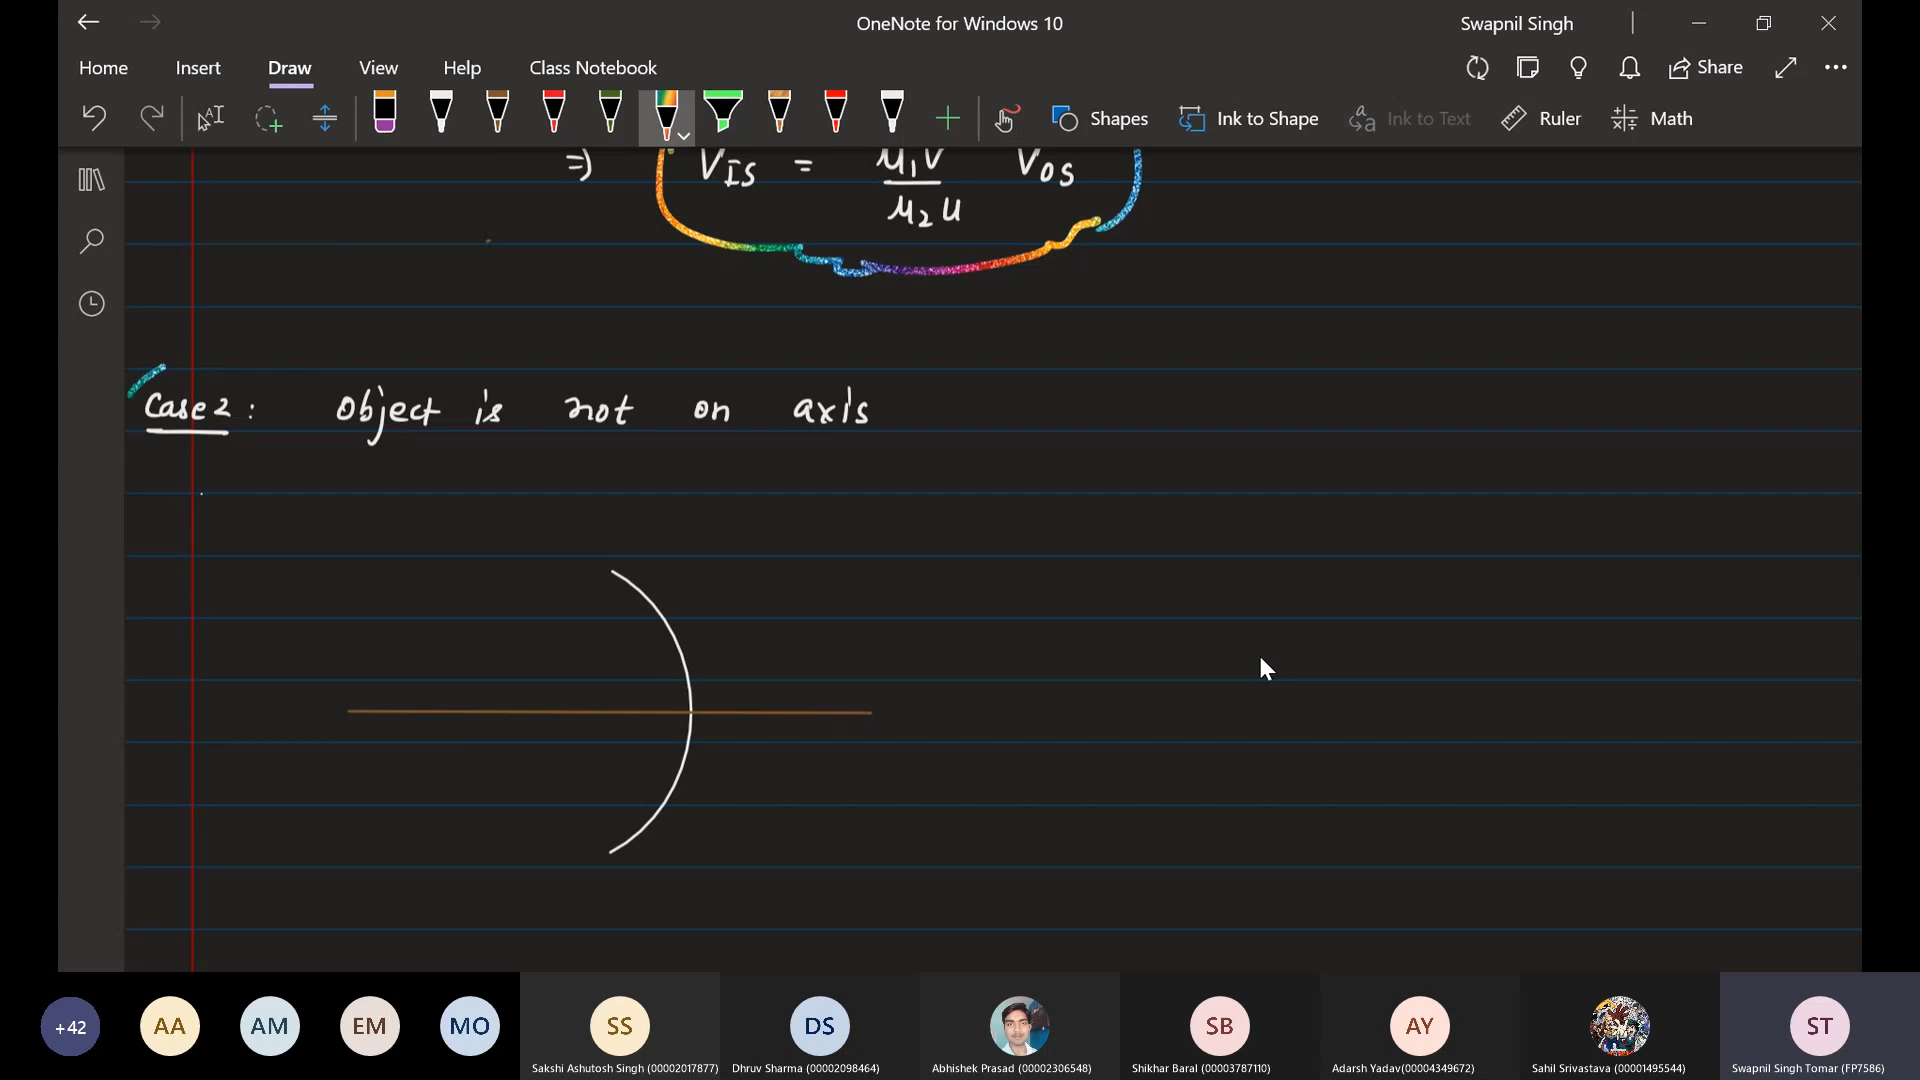 OneNote for Windows 10
Swapnil Singh
Home Insert Draw View Help Class Notebook
Share
Shapes Ink to Shape Ink to Text Ruler Math
⇒ V_IS = μ₁v / μ₂u V_OS
Case 2 : Object is not on axis
+42 AA AM EM MO SS DS SB AY ST
Sakshi Ashutosh Singh (00002017877)
Dhruv Sharma (00002098464)
Abhishek Prasad (00002306548)
Shikhar Baral (00003787110)
Adarsh Yadav(00004349672)
Sahil Srivastava (00001495544)
Swapnil Singh Tomar (FP7586)